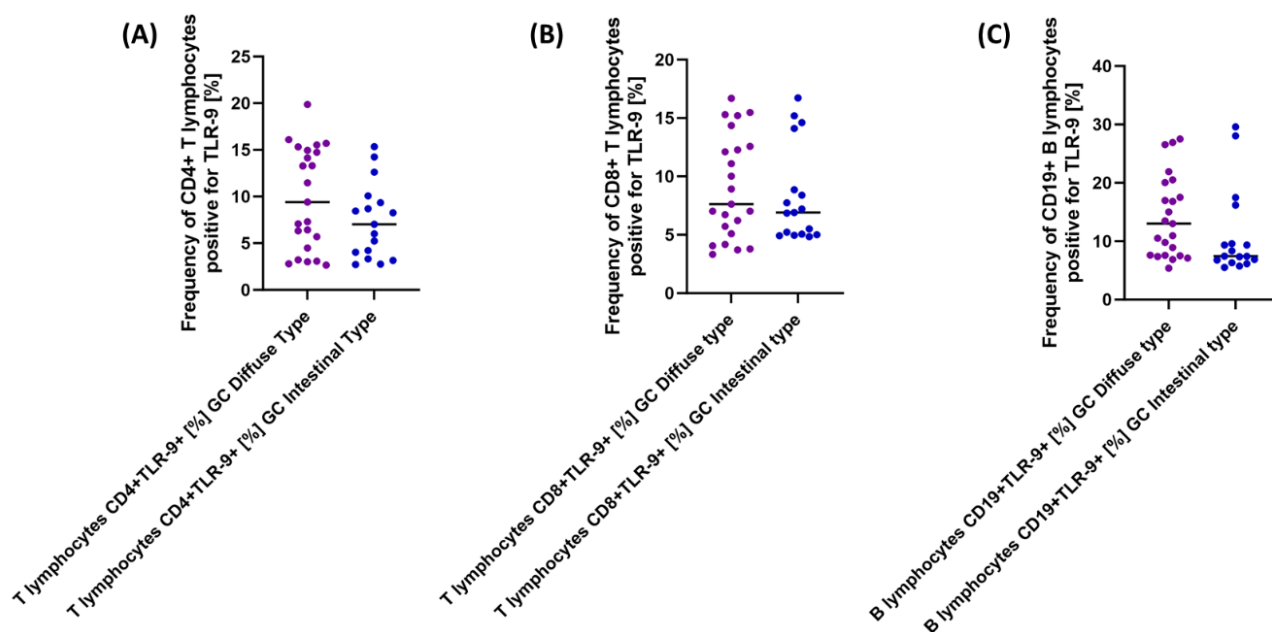 (A)
Frequency of CD4+ T lymphocytes
positive for TLR-9 [%]
25
20
15
10
5
0
T lymphocytes CD4+TLR-9+ [%] GC Diffuse Type
T lymphocytes CD4+TLR-9+ [%] GC Intestinal Type
(B)
Frequency of CD8+ T lymphocytes
positive for TLR-9 [%]
20
15
10
5
0
T lymphocytes CD8+TLR-9+ [%] GC Diffuse type
T lymphocytes CD8+TLR-9+ [%] GC Intestinal type
(C)
Frequency of CD19+ B lymphocytes
positive for TLR-9 [%]
40
30
20
10
0
B lymphocytes CD19+TLR-9+ [%] GC Diffuse type
B lymphocytes CD19+TLR-9+ [%] GC Intestinal type